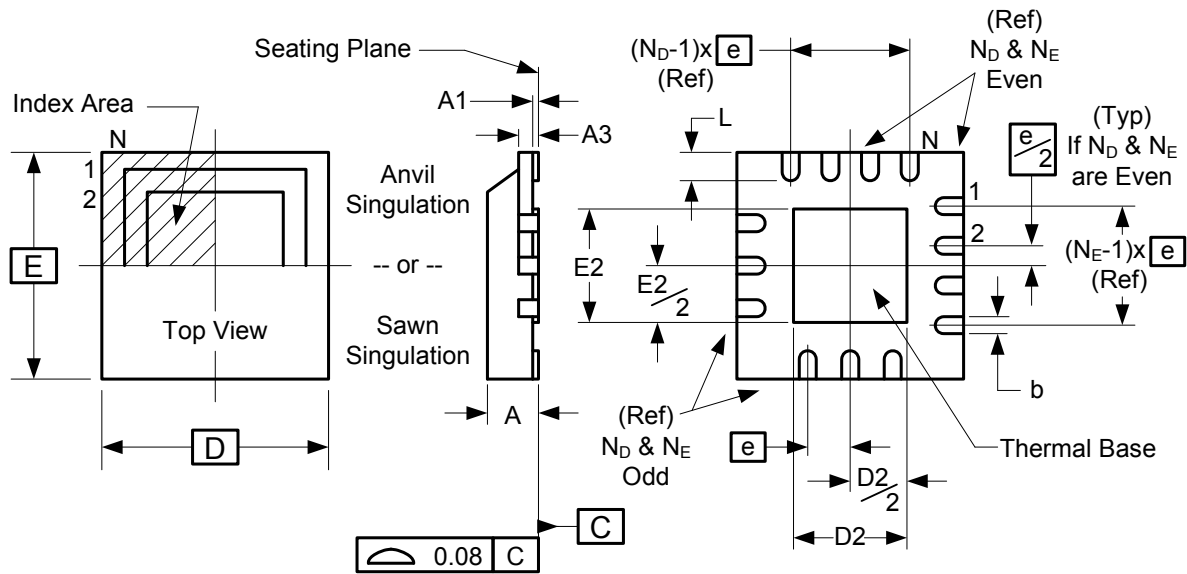 Seating Plane
Index Area
A1
A3
N
1
2
E
Top View
D
Anvil
Singulation
-- or --
Sawn
Singulation
A
C
0.08 C
(ND-1)x e
(Ref)
L
(Ref)
ND & NE
Even
N
e/2
(Typ)
If ND & NE
are Even
1
2
(NE-1)x e
(Ref)
E2
E2/2
b
(Ref)
ND & NE
Odd
e
Thermal Base
D2/2
D2